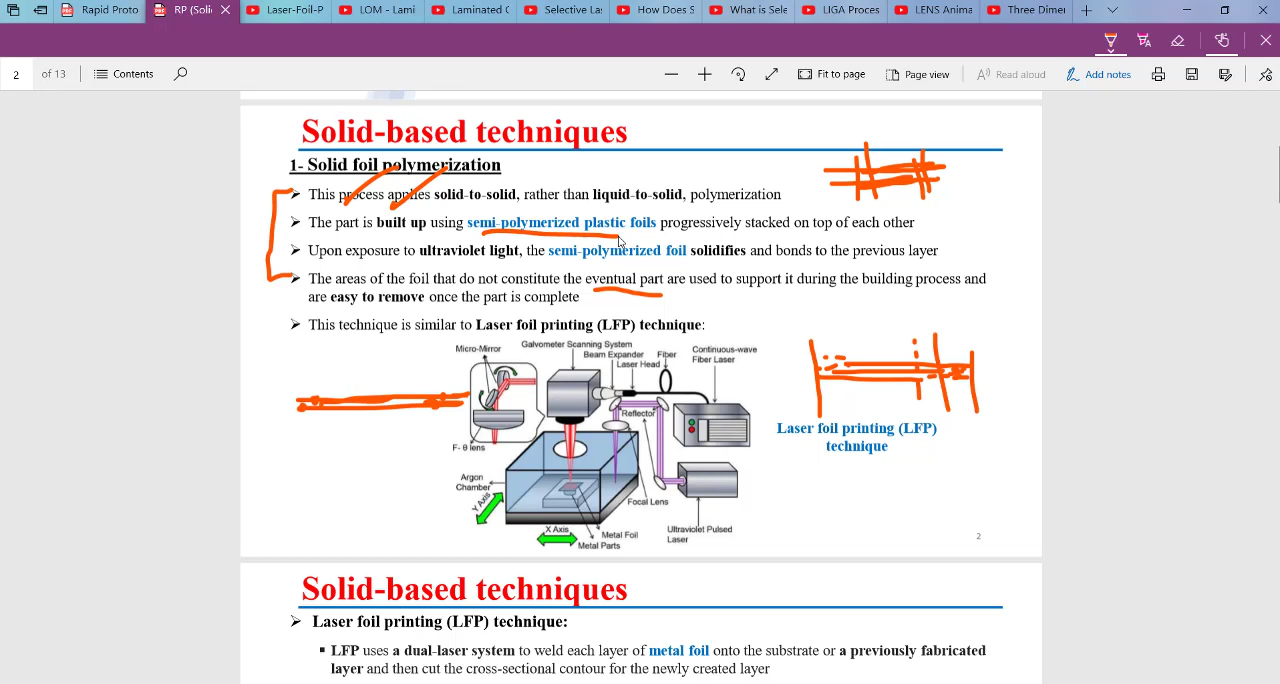 Rapid Proto
RP (Solic
Laser-Foil-P
LOM - Lami
Laminated C
Selective Las
How Does S
What is Sele
LIGA Proces
LENS Anima
Three Dimer
2 of 13 Contents Fit to page Page view Read aloud Add notes
Solid-based techniques
1- Solid foil polymerization
➤ This process applies solid-to-solid, rather than liquid-to-solid, polymerization
➤ The part is built up using semi-polymerized plastic foils progressively stacked on top of each other
➤ Upon exposure to ultraviolet light, the semi-polymerized foil solidifies and bonds to the previous layer
➤ The areas of the foil that do not constitute the eventual part are used to support it during the building process and
are easy to remove once the part is complete
➤ This technique is similar to Laser foil printing (LFP) technique:
Micro-Mirror
Galvometer Scanning System
Beam Expander
Laser Head
Fiber
Continuous-wave
Fiber Laser
Reflector
F- θ lens
Argon
Chamber
Y Axis
X Axis
Metal Foil
Metal Parts
Focal Lens
Ultraviolet Pulsed
Laser
Laser foil printing (LFP)
technique
2
Solid-based techniques
➤ Laser foil printing (LFP) technique:
▪ LFP uses a dual-laser system to weld each layer of metal foil onto the substrate or a previously fabricated
layer and then cut the cross-sectional contour for the newly created layer